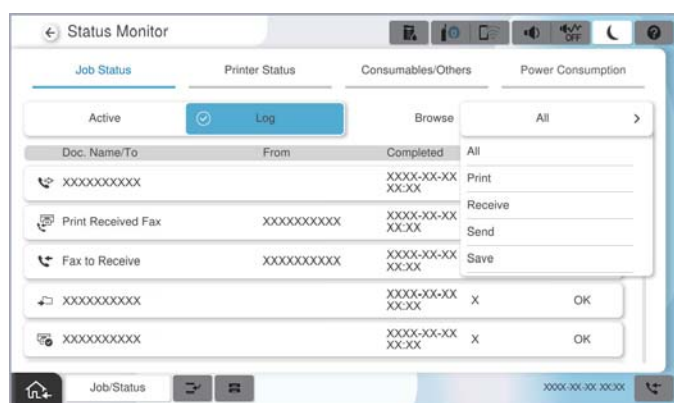 Status Monitor
OFF
Job Status Printer Status Consumables/Others Power Consumption
Active Log Browse All
Doc. Name/To From Completed All
XXXXXXXXXX XXXX-XX-XX Print
XX:XX
Receive
Print Received Fax XXXXXXXXXX XXXX-XX-XX
XX:XX Send
Fax to Receive XXXXXXXXXX XXXX-XX-XX Save
XX:XX
XXXXXXXXXX XXXX-XX-XX X OK
XX:XX
XXXXXXXXXX XXXX-XX-XX X OK
XX:XX
Job/Status XXXX-XX-XX XX:XX